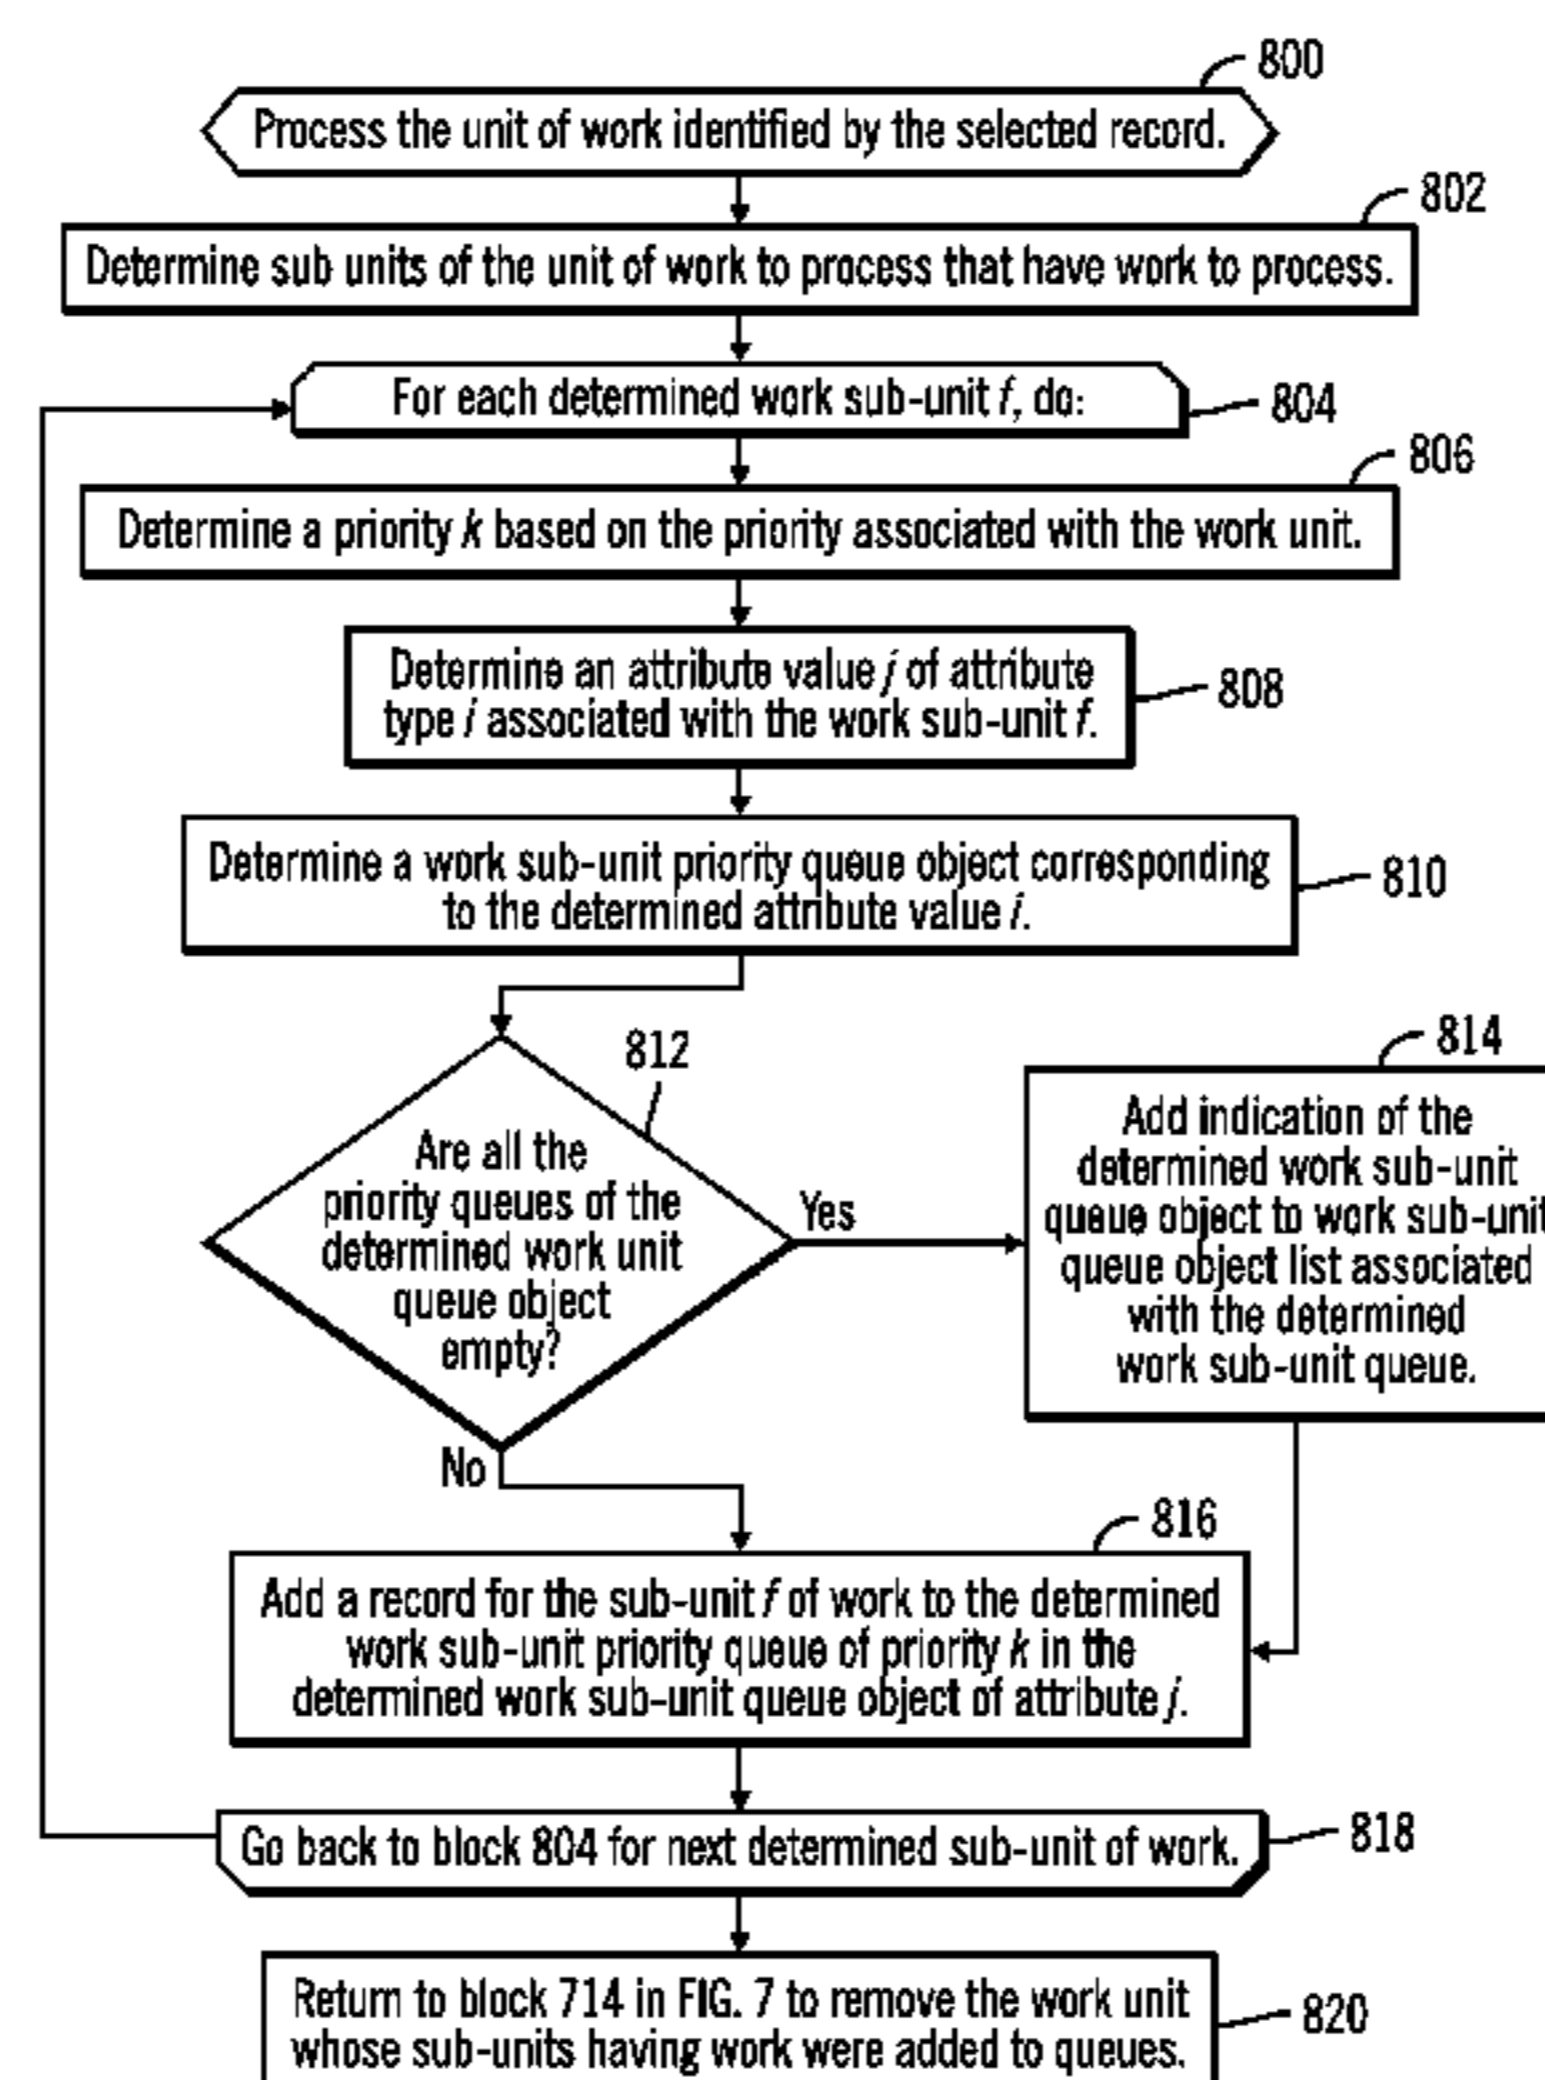 800
Process the unit of work identified by the selected record.
802
Determine sub units of the unit of work to process that have work to process.
For each determined work sub-unit f, do:
804
806
Determine a priority k based on the priority associated with the work unit.
Determine an attribute value j of attribute
type i associated with the work sub-unit f.
808
Determine a work sub-unit priority queue object corresponding
to the determined attribute value i.
810
812
Are all the
priority queues of the
determined work unit
queue object
empty?
Yes
814
Add indication of the
determined work sub-unit
queue object to work sub-unit
queue object list associated
with the determined
work sub-unit queue.
No
816
Add a record for the sub-unit f of work to the determined
work sub-unit priority queue of priority k in the
determined work sub-unit queue object of attribute j.
Go back to block 804 for next determined sub-unit of work.
818
Return to block 714 in FIG. 7 to remove the work unit
whose sub-units having work were added to queues.
820